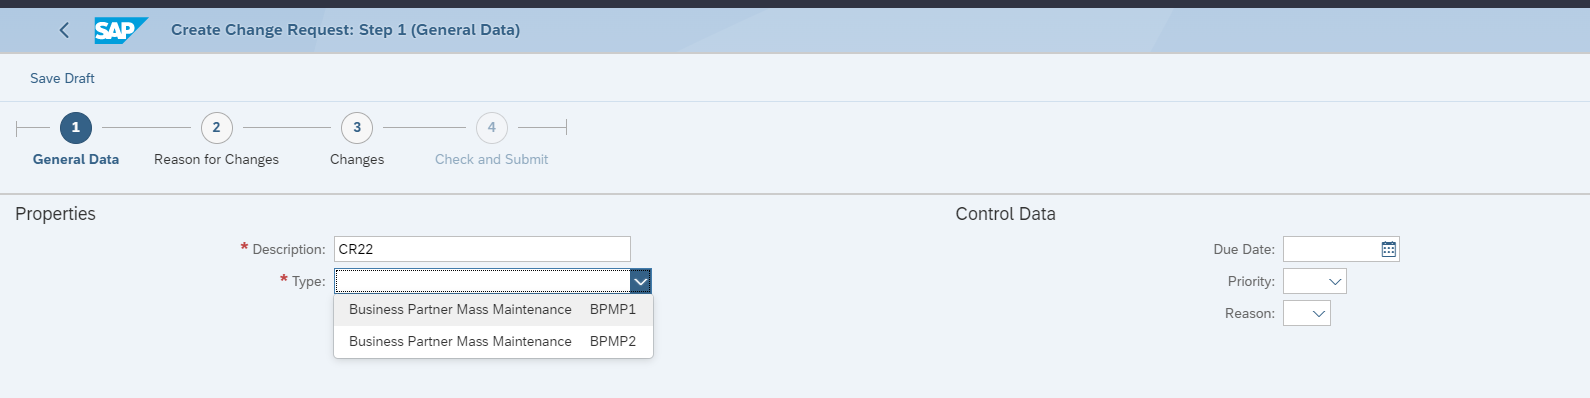 SAP Create Change Request: Step 1 (General Data)
Save Draft
1 2 3 4
General Data Reason for Changes Changes Check and Submit
Properties
* Description: CR22
* Type:
Business Partner Mass Maintenance BPMP1
Business Partner Mass Maintenance BPMP2
Control Data
Due Date:
Priority:
Reason: